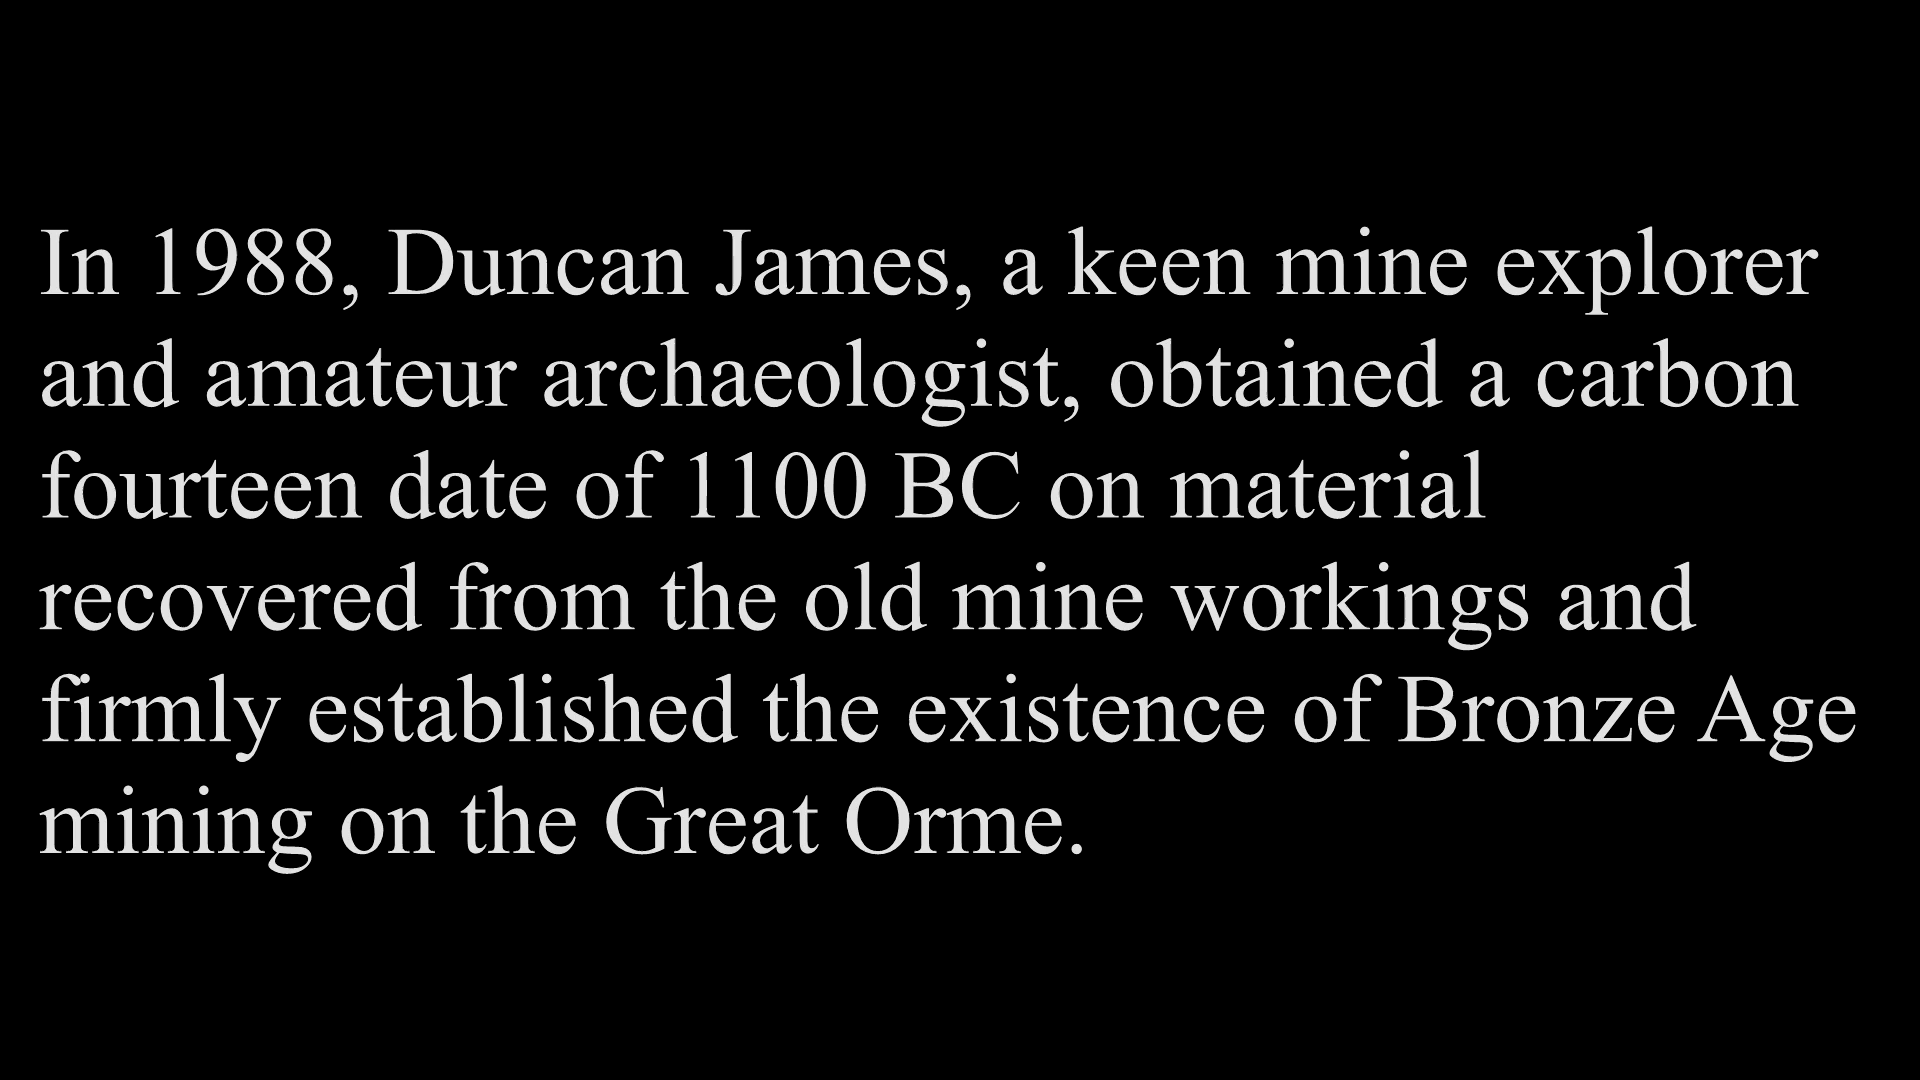 In 1988, Duncan James, a keen mine explorer
and amateur archaeologist, obtained a carbon
fourteen date of 1100 BC on material
recovered from the old mine workings and
firmly established the existence of Bronze Age
mining on the Great Orme.